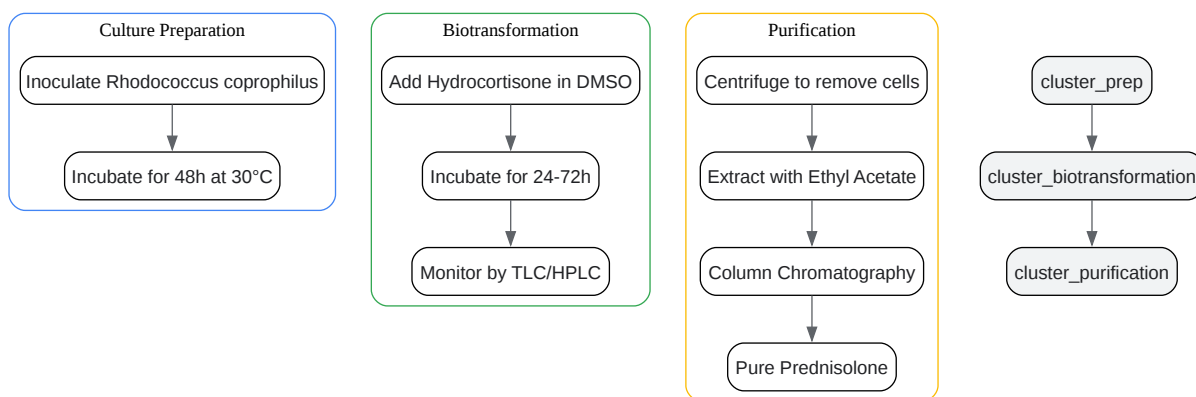 Culture Preparation
Inoculate Rhodococcus coprophilus
Incubate for 48h at 30°C
Biotransformation
Add Hydrocortisone in DMSO
Incubate for 24-72h
Monitor by TLC/HPLC
Purification
Centrifuge to remove cells
Extract with Ethyl Acetate
Column Chromatography
Pure Prednisolone
cluster_prep
cluster_biotransformation
cluster_purification